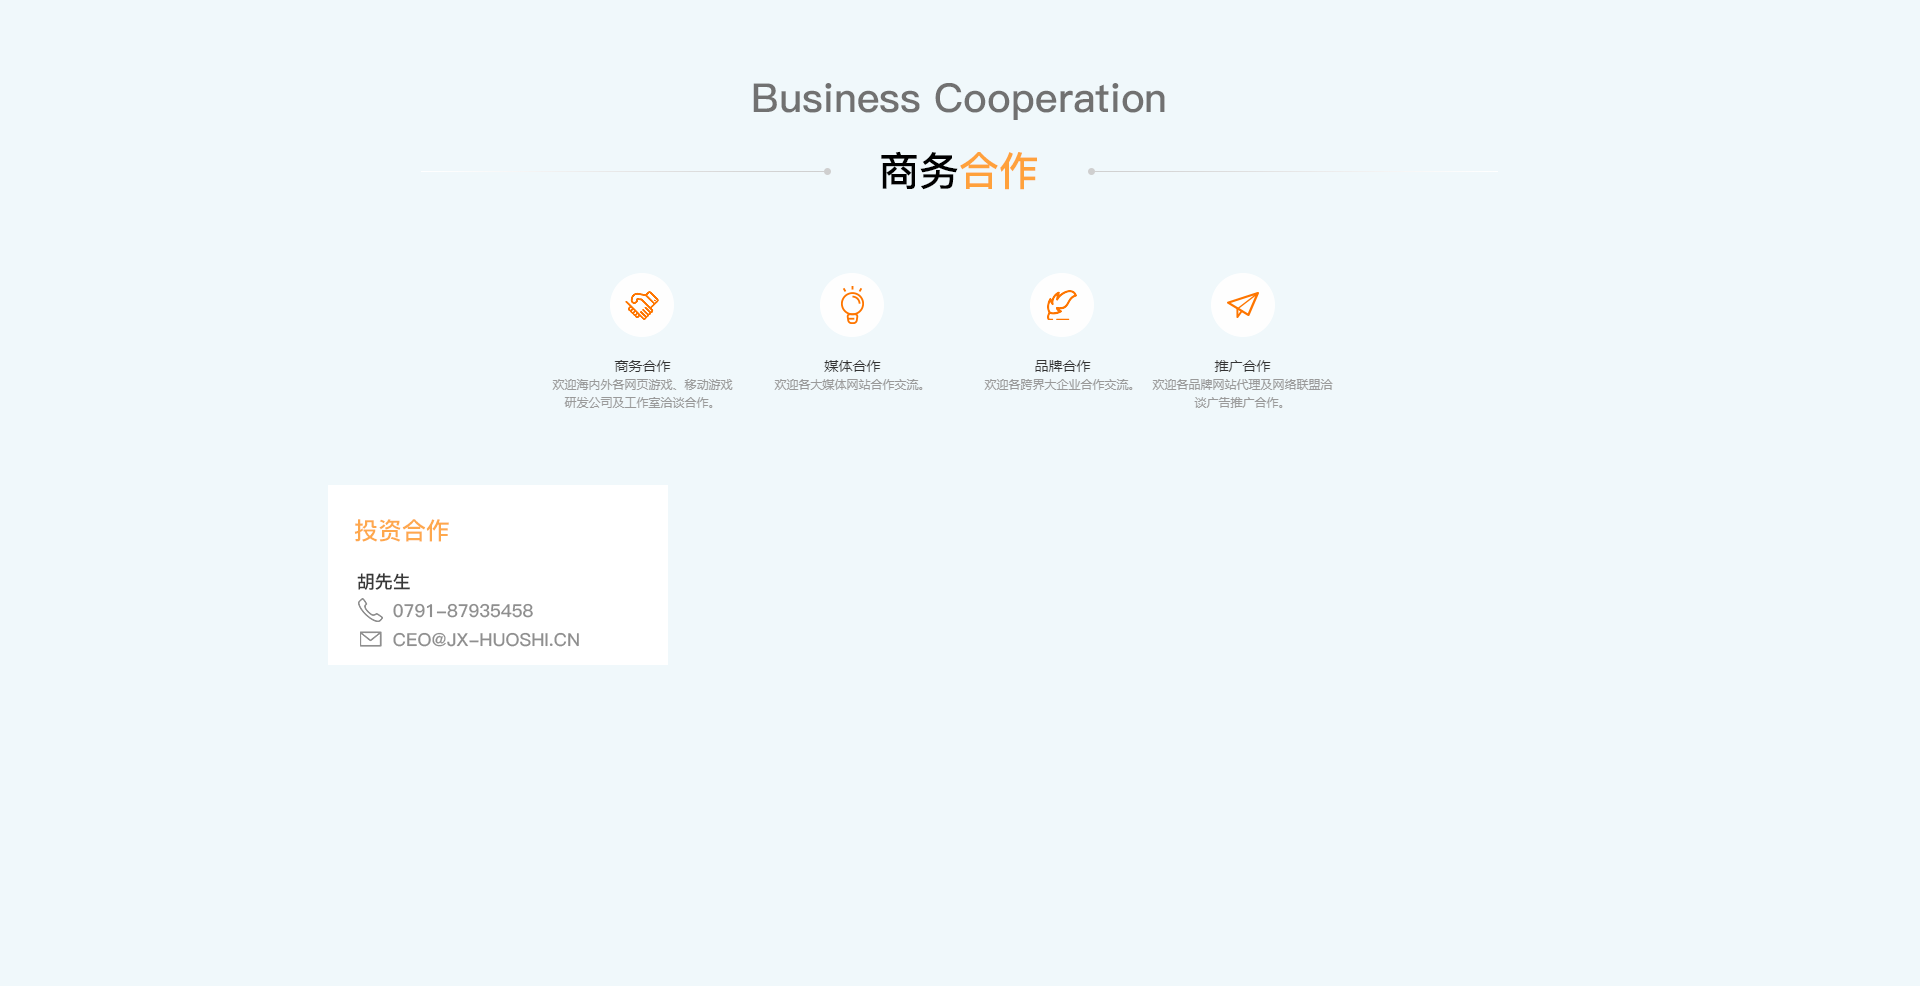 Business Cooperation
商务合作
商务合作
欢迎海内外各网页游戏、移动游戏
研发公司及工作室洽谈合作。
媒体合作
欢迎各大媒体网站合作交流。
品牌合作
欢迎各跨界大企业合作交流。
推广合作
欢迎各品牌网站代理及网络联盟洽
谈广告推广合作。
投资合作
胡先生
0791-87935458
CEO@JX-HUOSHI.CN